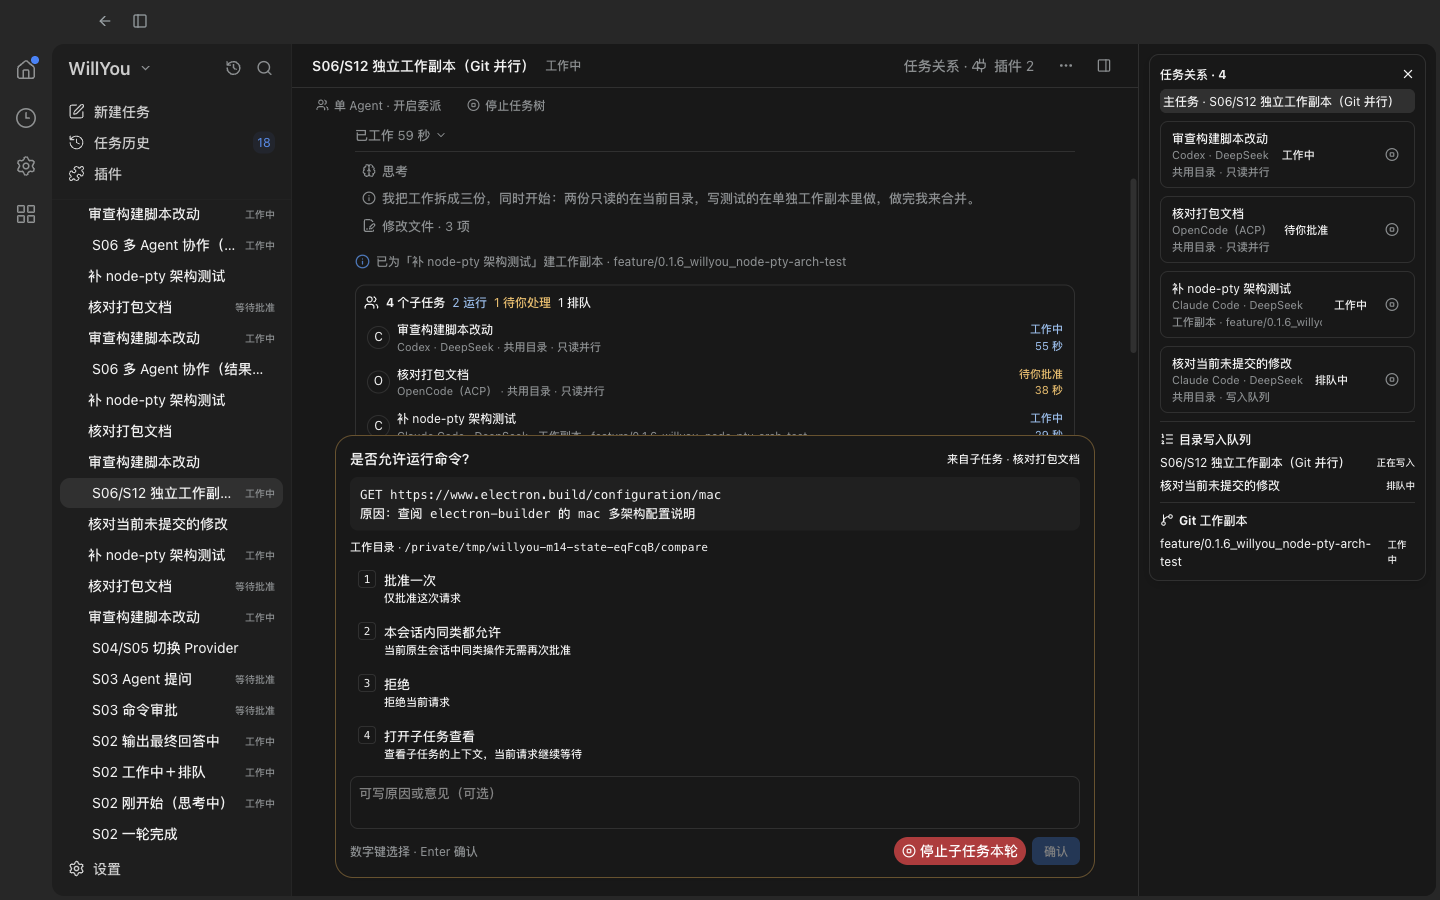 WillYou
新建任务
任务历史
18
插件
审查构建脚本改动
工作中
S06 多 Agent 协作（...
工作中
补 node-pty 架构测试
核对打包文档
等待批准
审查构建脚本改动
工作中
S06 多 Agent 协作（结果...
补 node-pty 架构测试
核对打包文档
审查构建脚本改动
S06/S12 独立工作副...
工作中
核对当前未提交的修改
补 node-pty 架构测试
工作中
核对打包文档
等待批准
审查构建脚本改动
工作中
S04/S05 切换 Provider
S03 Agent 提问
等待批准
S03 命令审批
等待批准
S02 输出最终回答中
工作中
S02 工作中+排队
工作中
S02 刚开始（思考中）
工作中
S02 一轮完成
设置
S06/S12 独立工作副本（Git 并行）
工作中
任务关系 · 4
插件 2
单 Agent · 开启委派
停止任务树
已工作 59 秒
思考
我把工作拆成三份，同时开始：两份只读的在当前目录，写测试的在单独工作副本里做，做完我来合并。
修改文件 · 3 项
已为「补 node-pty 架构测试」建工作副本 · feature/0.1.6_willyou_node-pty-arch-test
4 个子任务 2 运行 1 待你处理 1 排队
C
审查构建脚本改动
工作中
Codex · DeepSeek · 共用目录 · 只读并行
55 秒
O
核对打包文档
待你批准
OpenCode（ACP） · 共用目录 · 只读并行
38 秒
C
补 node-pty 架构测试
工作中
Claude Code · DeepSeek · 工作副本 · feature/0.1.6_willyou_node-pty-arch-test
29 秒
是否允许运行命令？
来自子任务 · 核对打包文档
GET https://www.electron.build/configuration/mac
原因：查阅 electron-builder 的 mac 多架构配置说明
工作目录 · /private/tmp/willyou-m14-state-eqFcqB/compare
1
批准一次
仅批准这次请求
2
本会话内同类都允许
当前原生会话中同类操作无需再次批准
3
拒绝
拒绝当前请求
4
打开子任务查看
查看子任务的上下文，当前请求继续等待
可写原因或意见（可选）
数字键选择 · Enter 确认
停止子任务本轮
确认
任务关系 · 4
主任务 · S06/S12 独立工作副本（Git 并行）
审查构建脚本改动
Codex · DeepSeek
工作中
共用目录 · 只读并行
核对打包文档
OpenCode（ACP）
待你批准
共用目录 · 只读并行
补 node-pty 架构测试
Claude Code · DeepSeek
工作中
工作副本 · feature/0.1.6_willyo
核对当前未提交的修改
Claude Code · DeepSeek
排队中
共用目录 · 写入队列
目录写入队列
S06/S12 独立工作副本（Git 并行）
正在写入
核对当前未提交的修改
排队中
Git 工作副本
feature/0.1.6_willyou_node-pty-arch-
test
工作
中